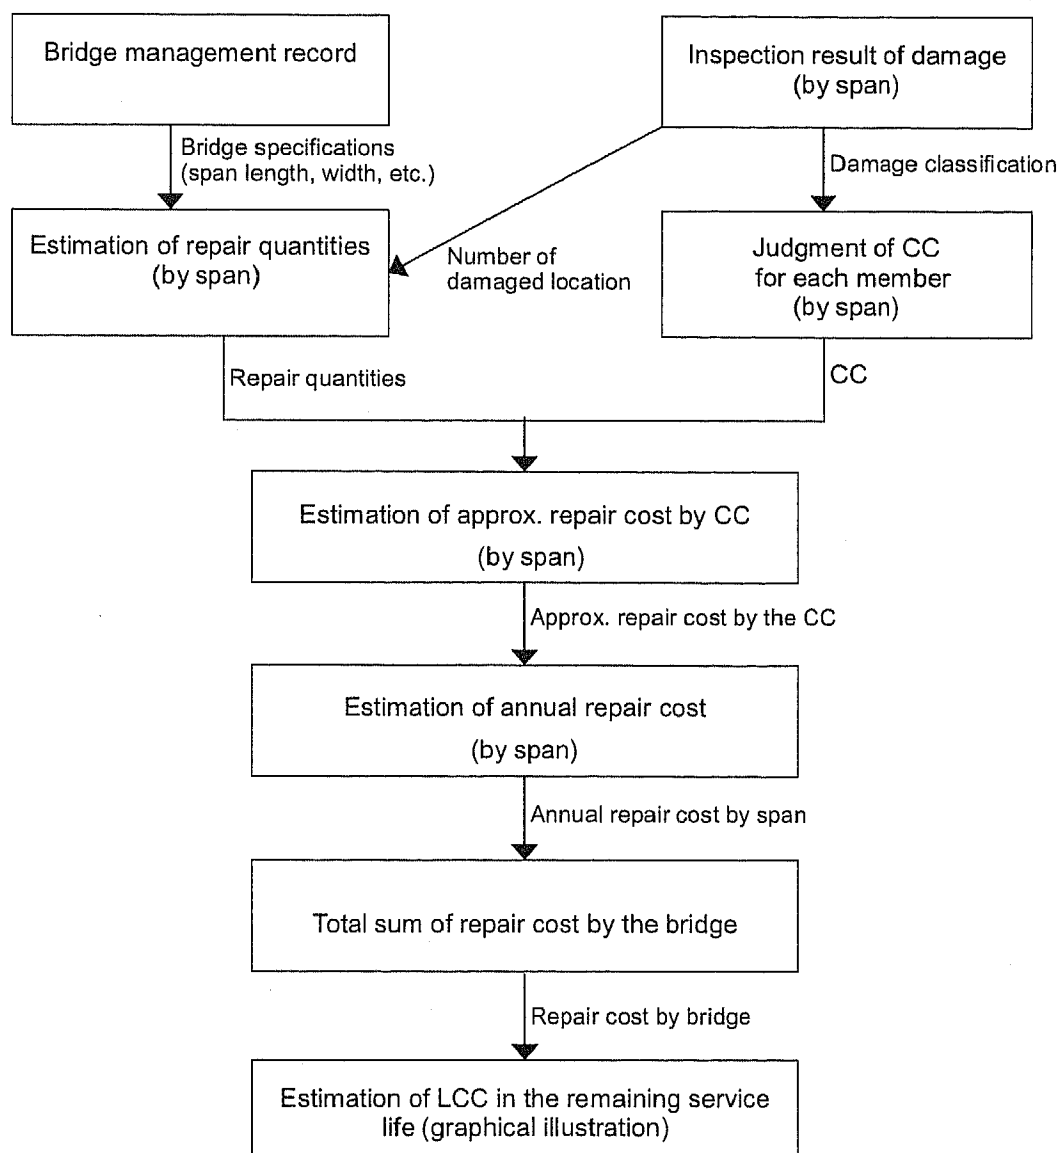 Bridge management record
Inspection result of damage
(by span)
Bridge specifications
(span length, width, etc.)
Damage classification
Estimation of repair quantities
(by span)
Number of
damaged location
Judgment of CC
for each member
(by span)
Repair quantities
CC
Estimation of approx. repair cost by CC
(by span)
Approx. repair cost by the CC
Estimation of annual repair cost
(by span)
Annual repair cost by span
Total sum of repair cost by the bridge
Repair cost by bridge
Estimation of LCC in the remaining service
life (graphical illustration)